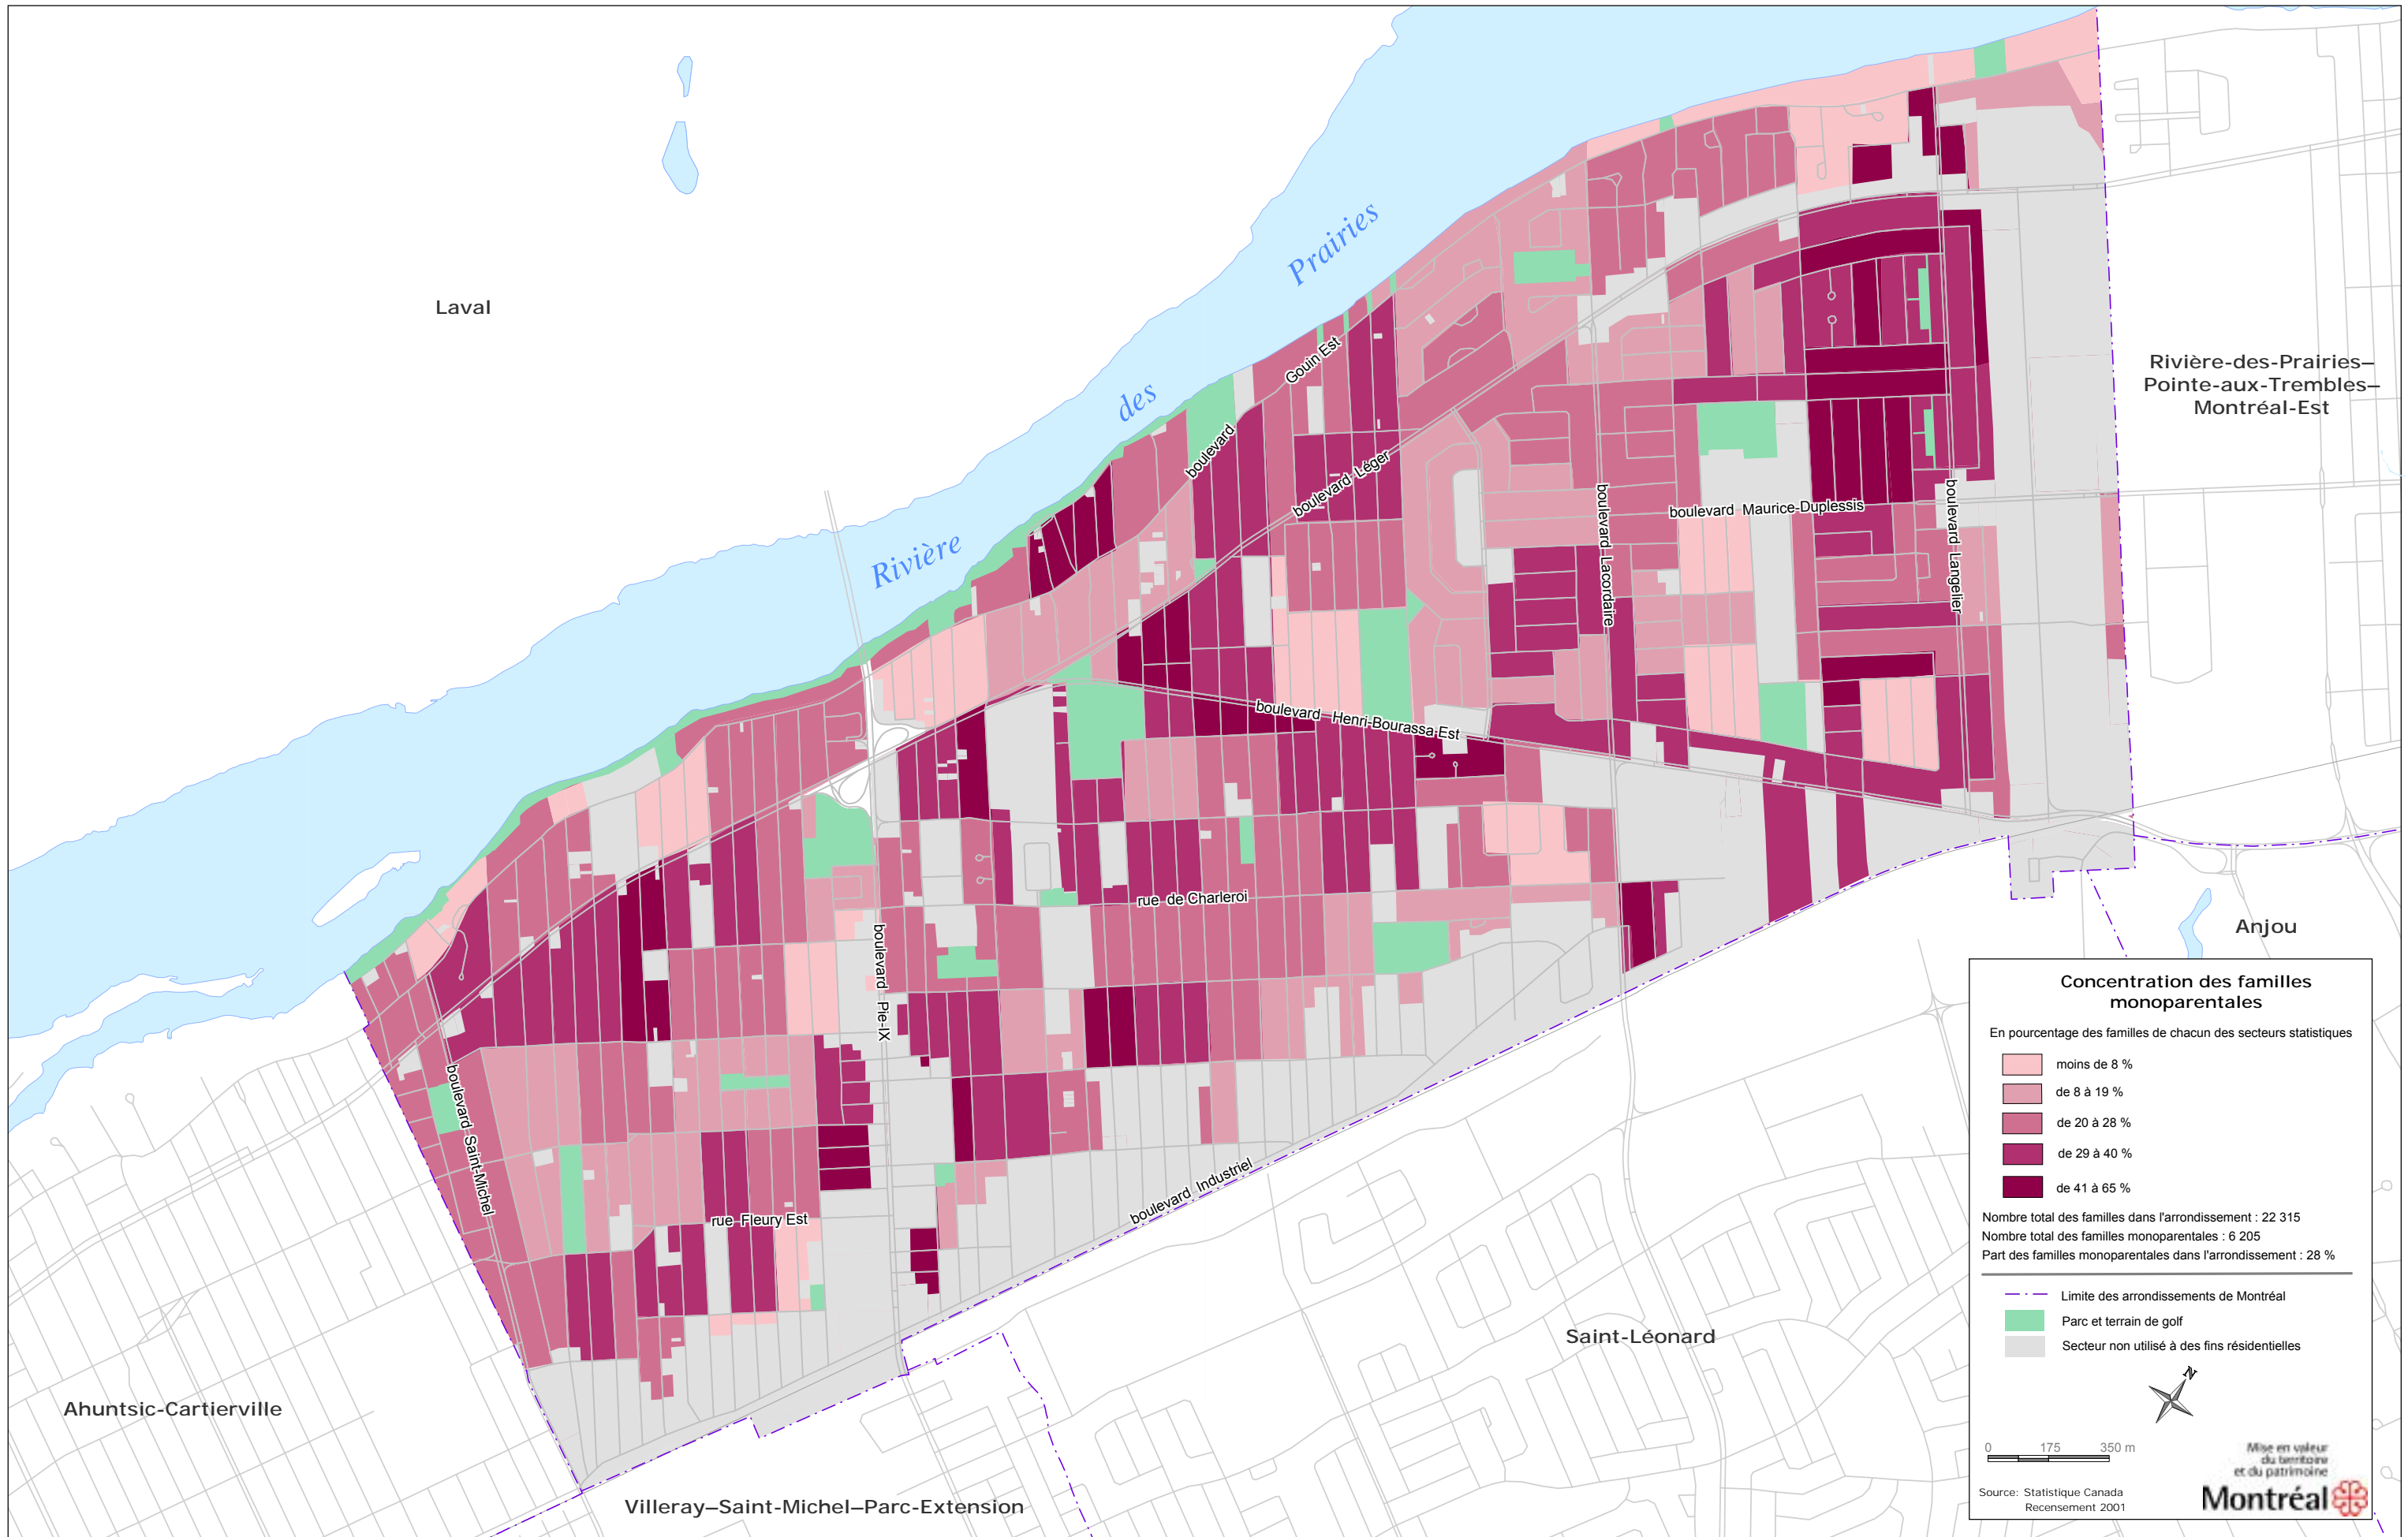 Laval
Rivière
des
Prairies
Rivière-des-Prairies–
Pointe-aux-Trembles–
Montréal-Est
boulevard
Gouin Est
boulevard Léger
boulevard Lacordaire
boulevard Maurice-Duplessis
boulevard Langelier
boulevard Henri-Bourassa Est
rue de Charleroi
boulevard Pie-IX
boulevard Saint-Michel
rue Fleury Est
boulevard Industriel
Anjou
Saint-Léonard
Ahuntsic-Cartierville
Villeray–Saint-Michel–Parc-Extension
Concentration des familles
monoparentales
En pourcentage des familles de chacun des secteurs statistiques
moins de 8 %
de 8 à 19 %
de 20 à 28 %
de 29 à 40 %
de 41 à 65 %
Nombre total des familles dans l'arrondissement : 22 315
Nombre total des familles monoparentales : 6 205
Part des familles monoparentales dans l'arrondissement : 28 %
Limite des arrondissements de Montréal
Parc et terrain de golf
Secteur non utilisé à des fins résidentielles
N
0 175 350 m
Mise en valeur
du territoire
et du patrimoine
Montréal
Source: Statistique Canada
Recensement 2001